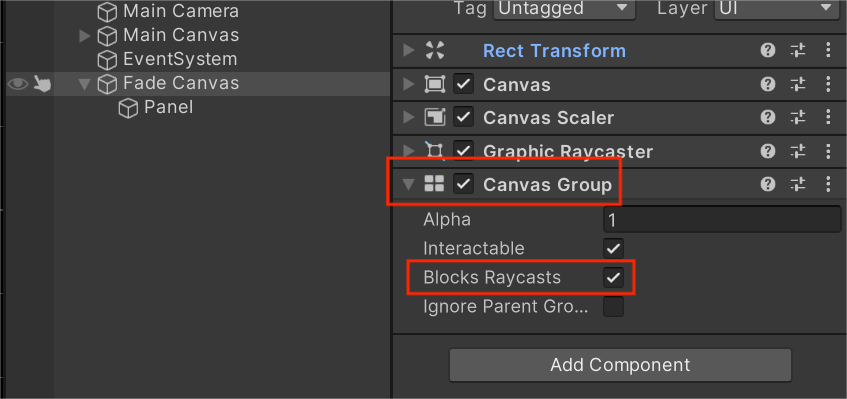 Main Camera
Main Canvas
EventSystem
Fade Canvas
Panel
Tag Untagged Layer UI
Rect Transform
Canvas
Canvas Scaler
Graphic Raycaster
Canvas Group
Alpha 1
Interactable
Blocks Raycasts
Ignore Parent Gro...
Add Component